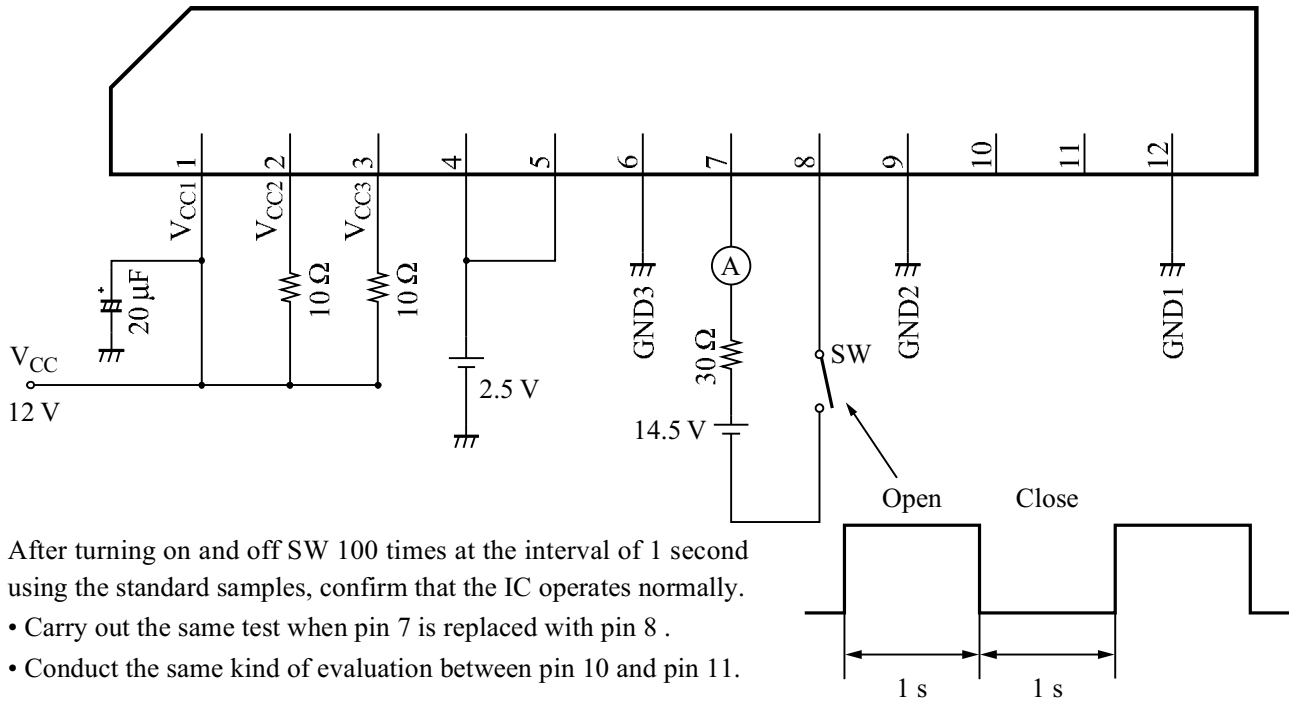 1 2 3 4 5 6 7 8 9 10 11 12
VCC1
VCC2
VCC3
20 μF
+
10 Ω
10 Ω
GND3
A
30 Ω
GND2
GND1
SW
VCC
12 V
2.5 V
14.5 V
Open Close
After turning on and off SW 100 times at the interval of 1 second
using the standard samples, confirm that the IC operates normally.
• Carry out the same test when pin 7 is replaced with pin 8 .
• Conduct the same kind of evaluation between pin 10 and pin 11.
1 s 1 s